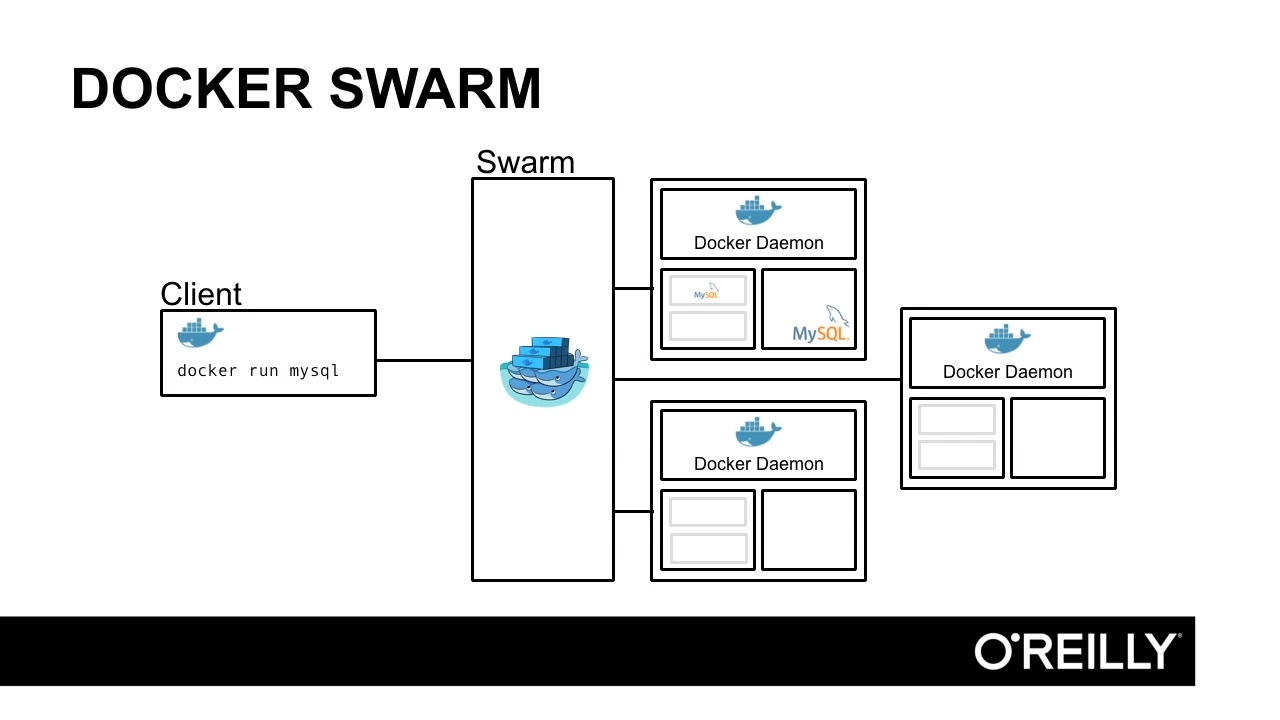 DOCKER SWARM
Swarm
Client
docker run mysql
Docker Daemon
MySQL
MySQL
Docker Daemon
Docker Daemon
O'REILLY